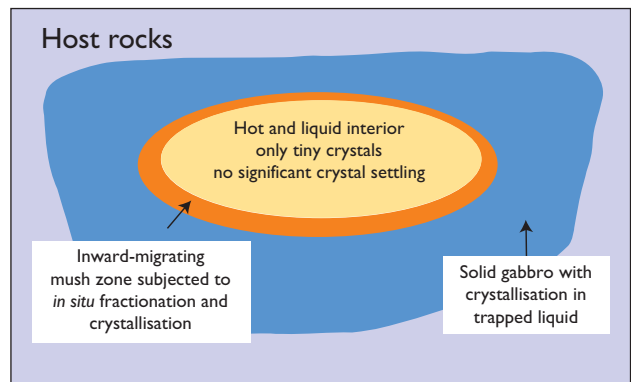 Host rocks
Hot and liquid interior
only tiny crystals
no significant crystal settling
Inward-migrating
mush zone subjected to
in situ fractionation and
crystallisation
Solid gabbro with
crystallisation in
trapped liquid